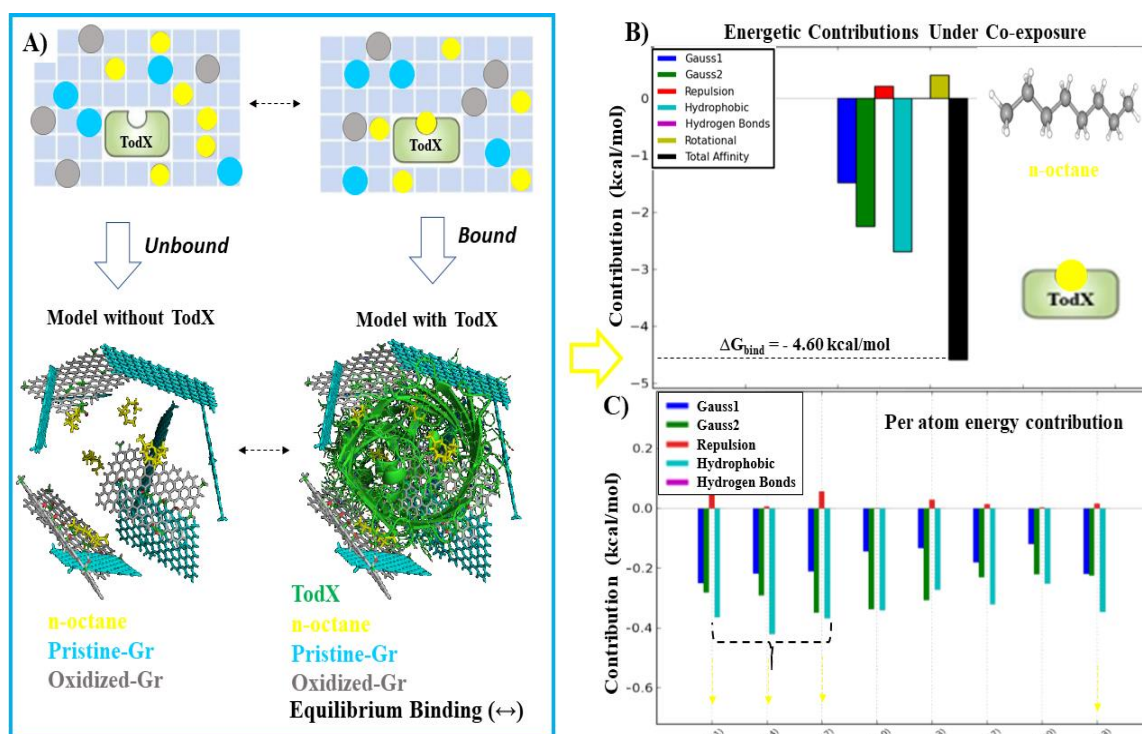 A)
TodX
TodX
Unbound
Bound
Model without TodX
Model with TodX
n-octane
Pristine-Gr
Oxidized-Gr
TodX
n-octane
Pristine-Gr
Oxidized-Gr
Equilibrium Binding (↔)
B)
Energetic Contributions Under Co-exposure
Gauss1
Gauss2
Repulsion
Hydrophobic
Hydrogen Bonds
Rotational
Total Affinity
Contribution (kcal/mol)
0
−1
−2
−3
−4
−5
n-octane
TodX
ΔGbind = - 4.60 kcal/mol
C)
Per atom energy contribution
Gauss1
Gauss2
Repulsion
Hydrophobic
Hydrogen Bonds
Contribution (kcal/mol)
0.2
0.0
−0.2
−0.4
−0.6